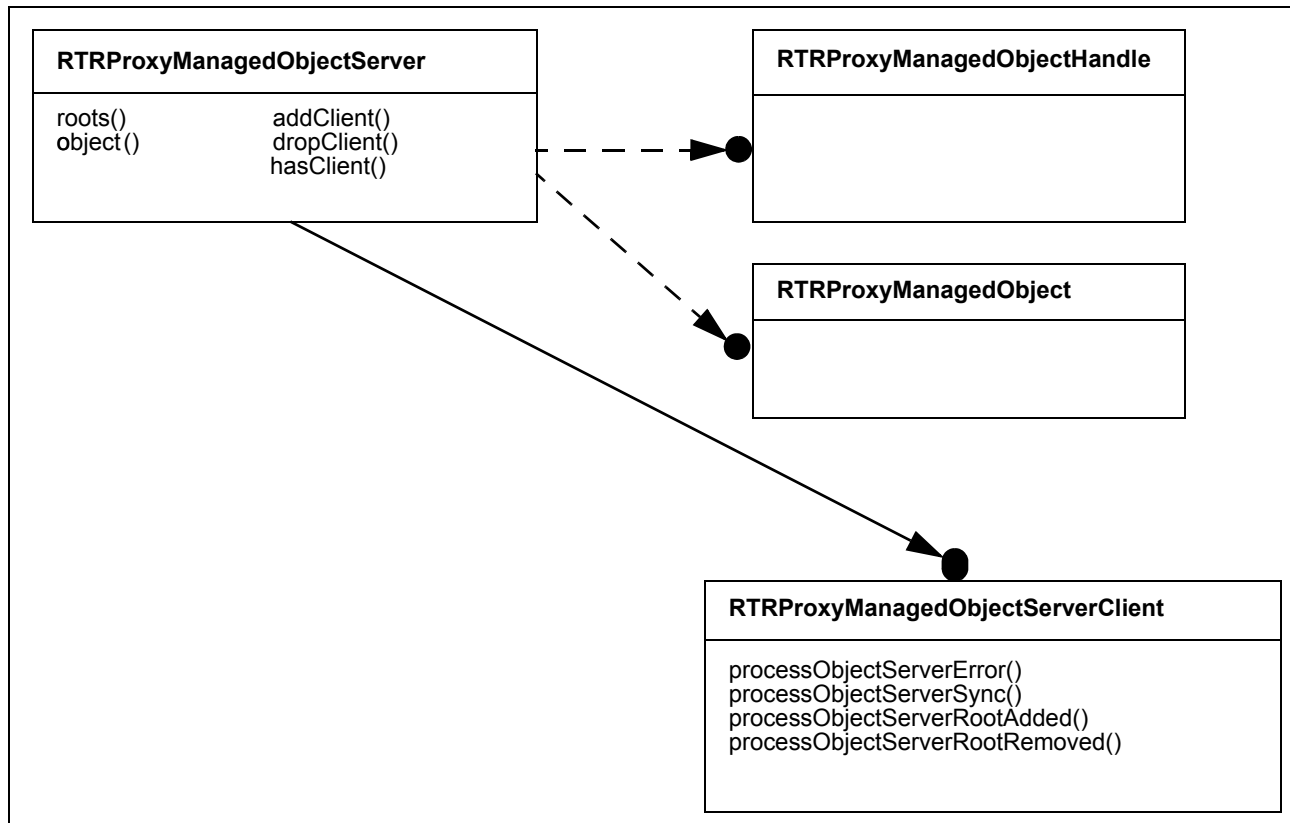 RTRProxyManagedObjectServer
roots()
object()
addClient()
dropClient()
hasClient()
RTRProxyManagedObjectHandle
RTRProxyManagedObject
RTRProxyManagedObjectServerClient
processObjectServerError()
processObjectServerSync()
processObjectServerRootAdded()
processObjectServerRootRemoved()